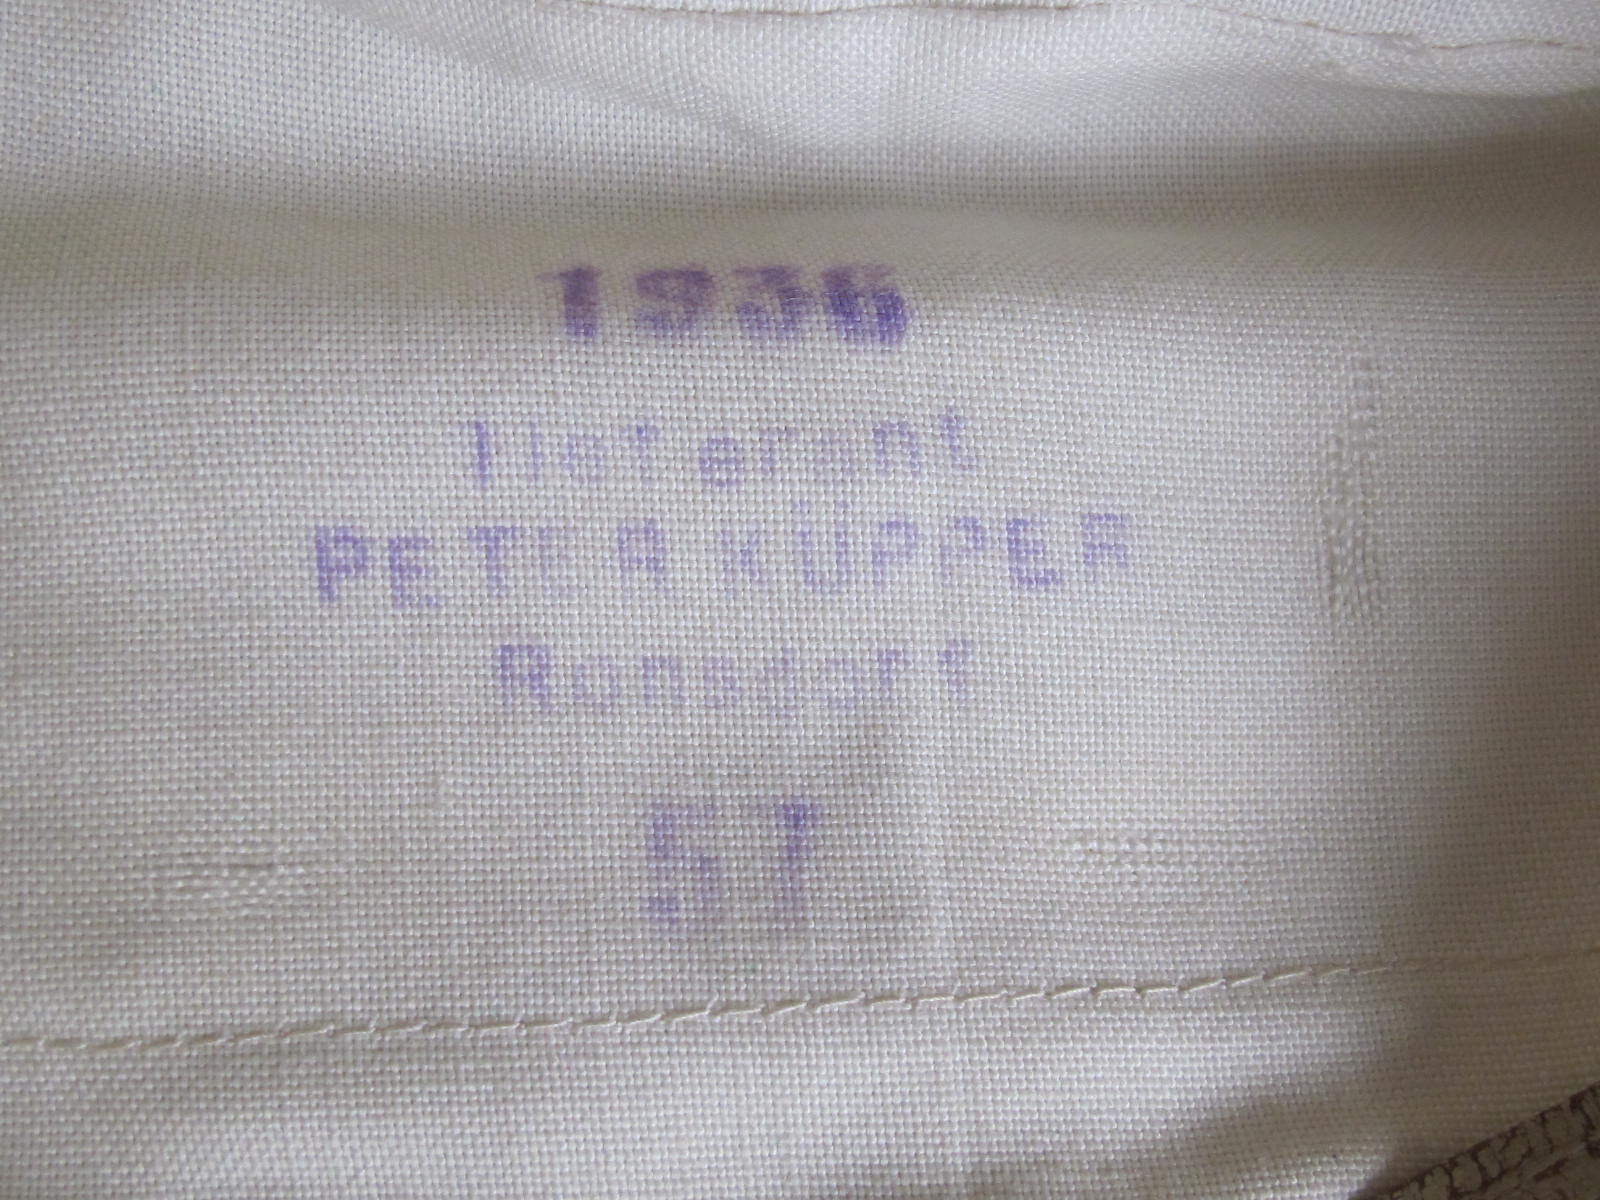 1936
lieferant
PETER KÜPPER
Ronsdorf
57